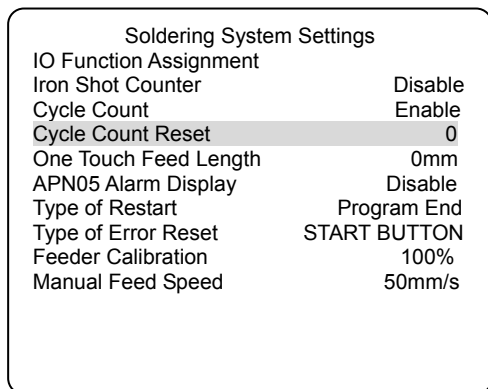 Soldering System Settings
IO Function Assignment
Iron Shot Counter Disable
Cycle Count Enable
Cycle Count Reset 0
One Touch Feed Length 0mm
APN05 Alarm Display Disable
Type of Restart Program End
Type of Error Reset START BUTTON
Feeder Calibration 100%
Manual Feed Speed 50mm/s